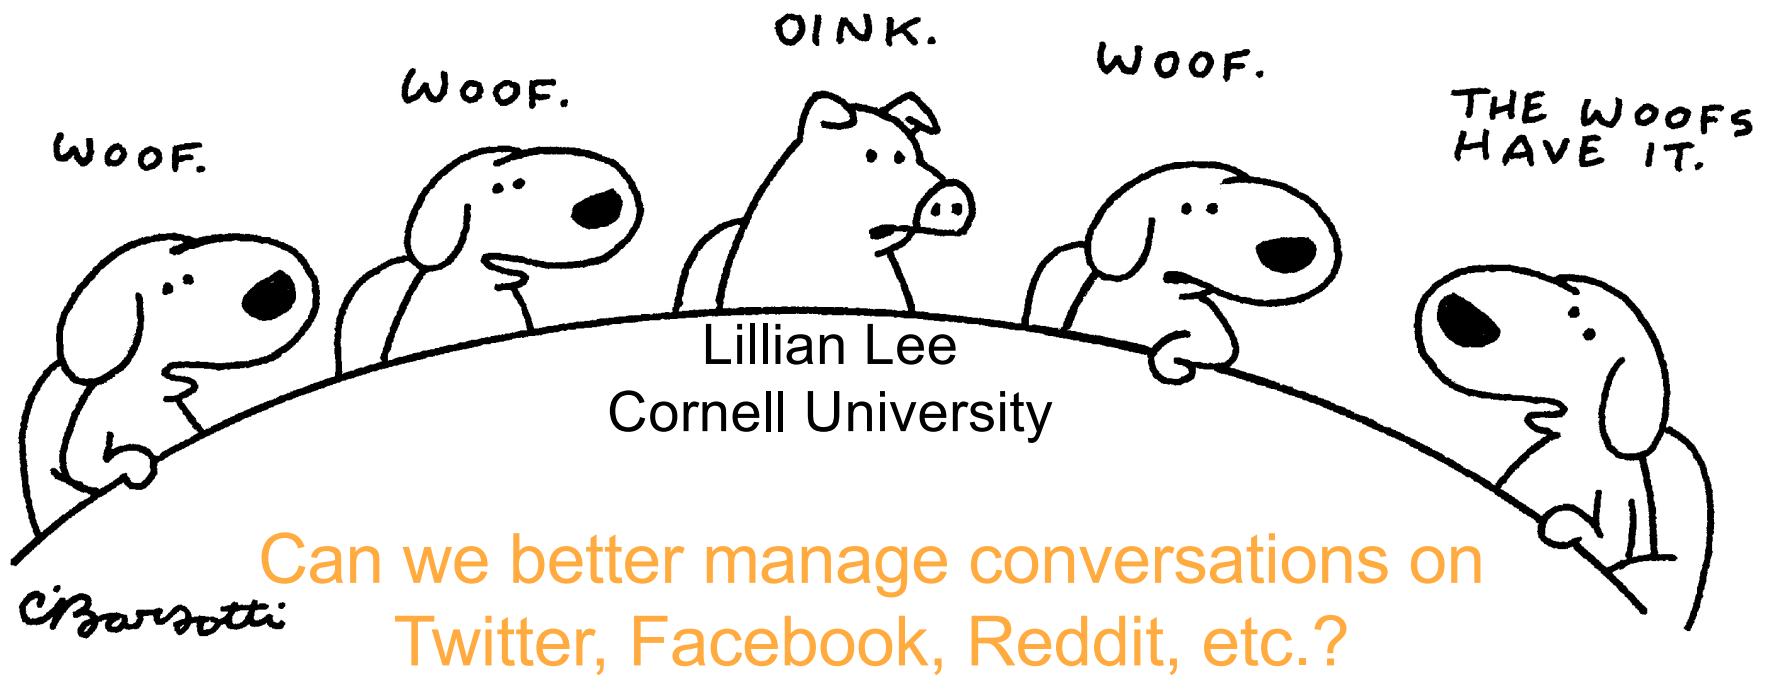 WOOF.
WOOF.
OINK.
WOOF.
THE WOOFS
HAVE IT.
Lillian Lee
Cornell University
Can we better manage conversations on
Twitter, Facebook, Reddit, etc.?
CBarsotti